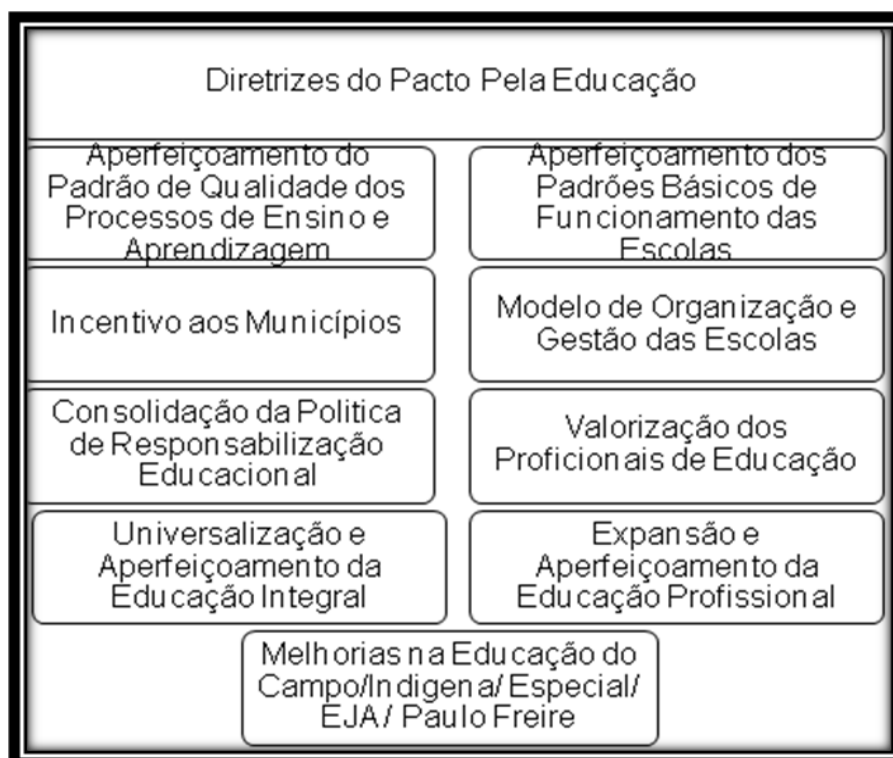 Diretrizes do Pacto Pela Educação
Aperfeiçoamento do
Padrão de Qualidade dos
Processos de Ensino e
Aprendizagem
Aperfeiçoamento dos
Padrões Básicos de
Funcionamento das
Escolas
Incentivo aos Municípios
Modelo de Organização e
Gestão das Escolas
Consolidação da Politica
de Responsabilização
Educacional
Valorização dos
Proficionais de Educação
Universalização e
Aperfeiçoamento da
Educação Integral
Expansão e
Aperfeiçoamento da
Educação Profissional
Melhorias na Educação do
Campo/Indigena/ Especial/
EJA / Paulo Freire